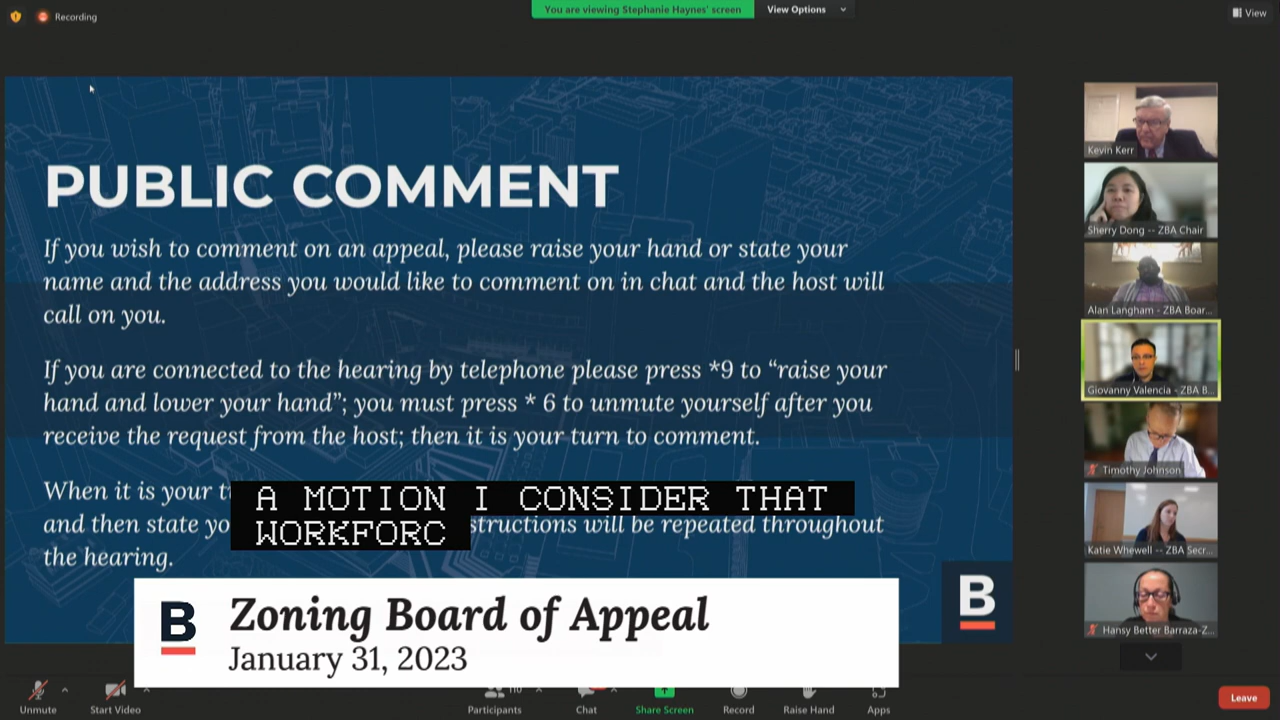 Recording
You are viewing Stephanie Haynes' screen
View Options
View
PUBLIC COMMENT
If you wish to comment on an appeal, please raise your hand or state your
name and the address you would like to comment on in chat and the host will
call on you.
If you are connected to the hearing by telephone please press *9 to “raise your
hand and lower your hand”; you must press * 6 to unmute yourself after you
receive the request from the host; then it is your turn to comment.
When it is your
and then state structions will be repeated throughout
the hearing.
A MOTION I CONSIDER THAT
WORKFORC
B
Zoning Board of Appeal
January 31, 2023
B
Kevin Kerr
Sherry Dong -- ZBA Chair
Alan Langham - ZBA Boar...
Giovanny Valencia - ZBA B...
Timothy Johnson
Katie Whewell -- ZBA Secr...
Hansy Better Barraza-Z...
Unmute
Start Video
Participants
110
Chat
Share Screen
Record
Raise Hand
Apps
Leave